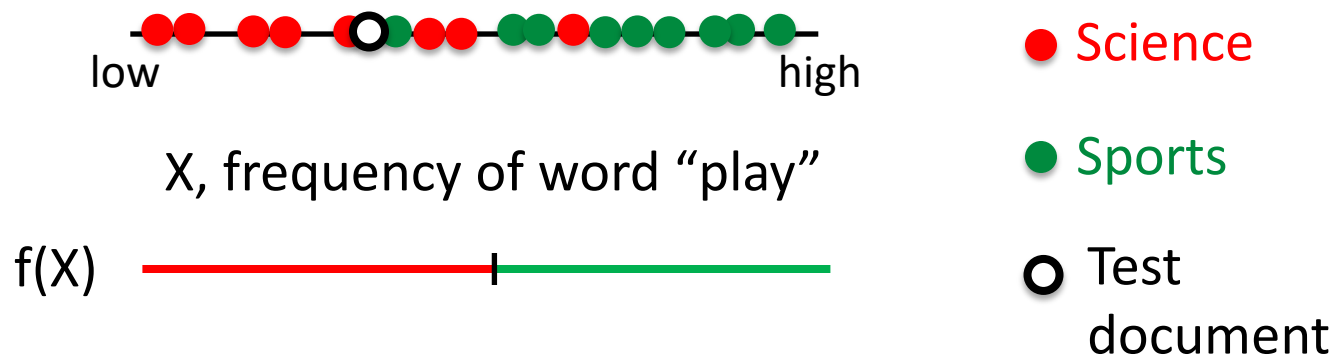 low
high
X, frequency of word “play”
f(X)
Science
Sports
Test
document